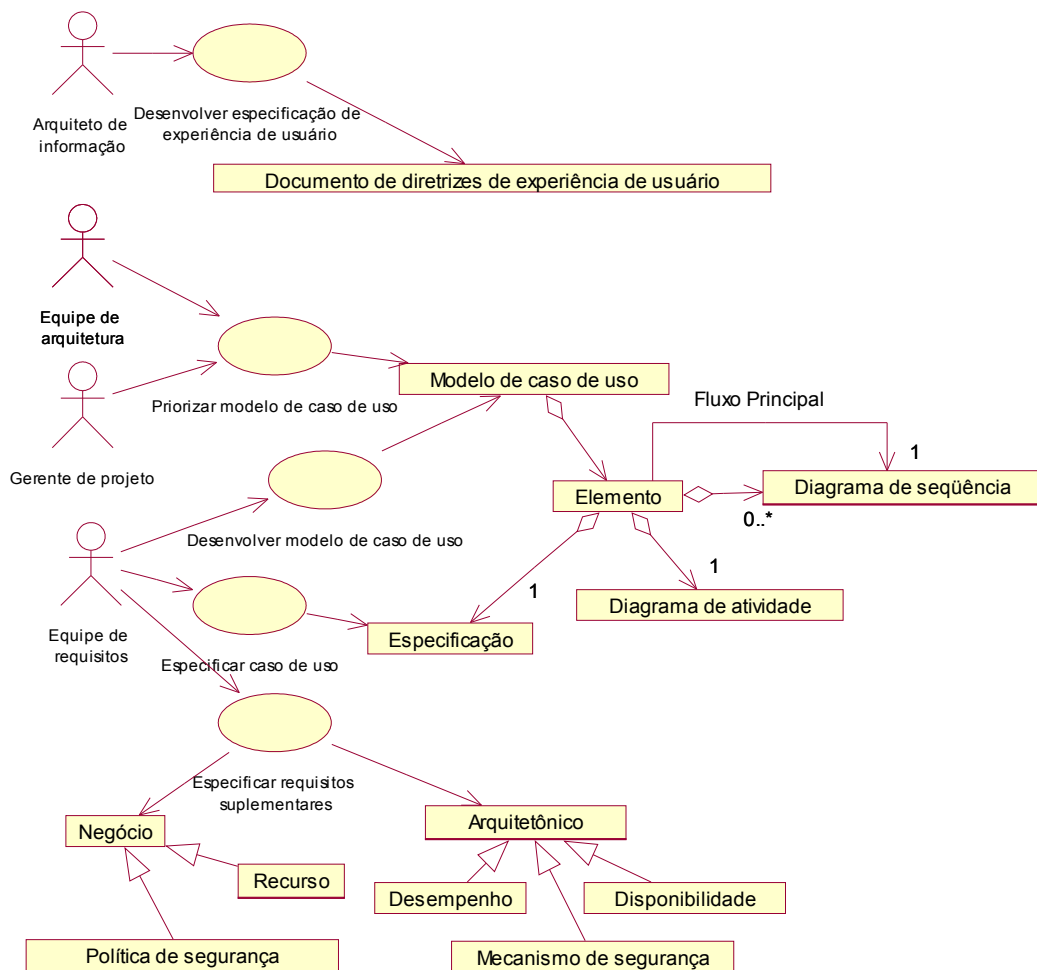 Arquiteto de
informação
Desenvolver especificação de
experiência de usuário
Documento de diretrizes de experiência de usuário
Equipe de
arquitetura
Priorizar modelo de caso de uso
Modelo de caso de uso
Fluxo Principal
1
Gerente de projeto
Elemento
0..*
Diagrama de seqüência
Desenvolver modelo de caso de uso
1
1
Diagrama de atividade
Equipe de
requisitos
Especificação
Especificar caso de uso
Especificar requisitos
suplementares
Negócio
Arquitetônico
Recurso
Desempenho
Disponibilidade
Política de segurança
Mecanismo de segurança